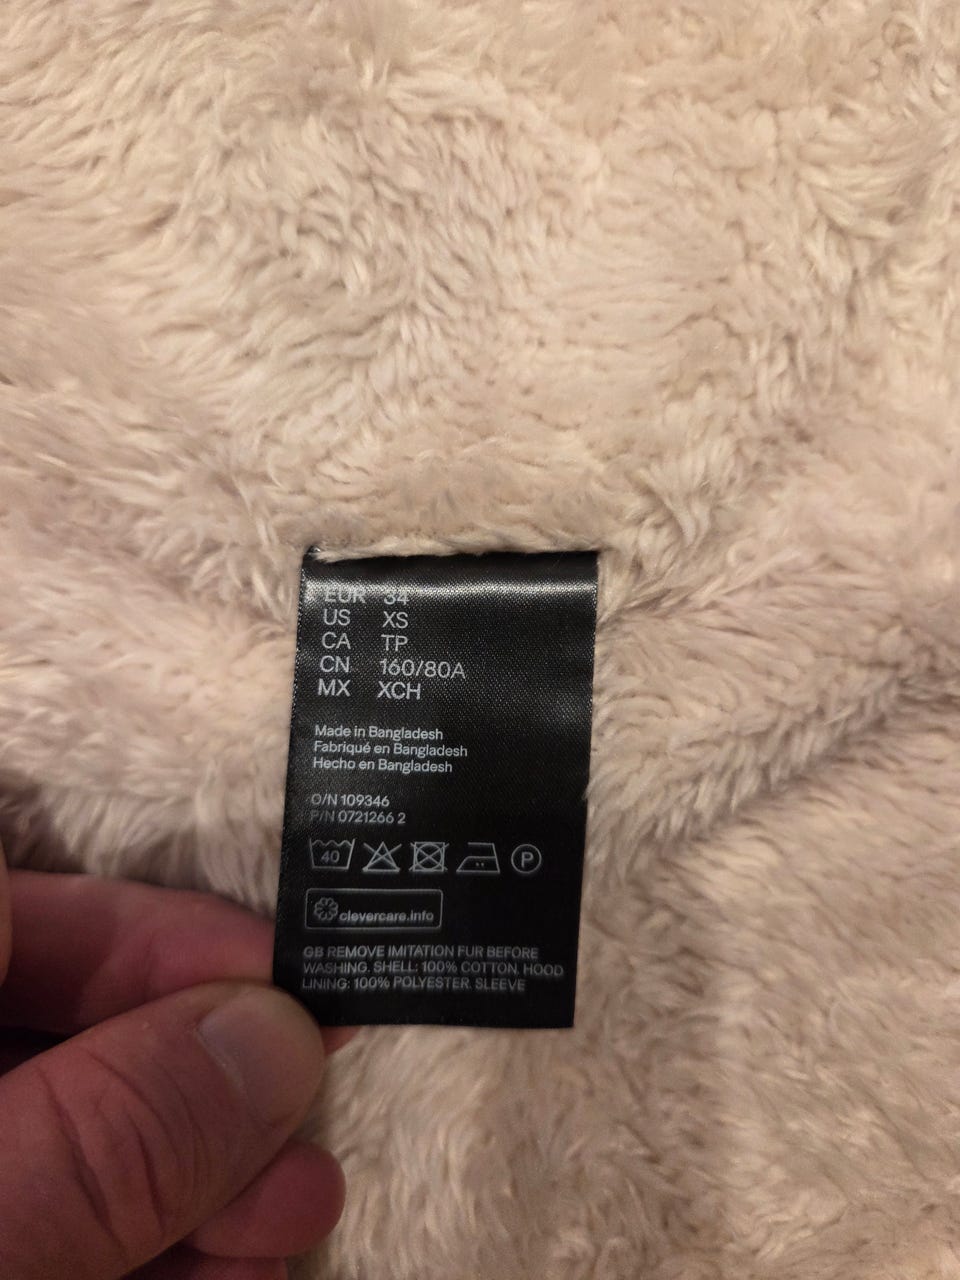 EUR 34
US XS
CA TP
CN 160/80A
MX XCH
Made in Bangladesh
Fabriqué en Bangladesh
Hecho en Bangladesh
O/N 109346
P/N 0721266 2
40
P
clevercare.info
GB REMOVE IMITATION FUR BEFORE
WASHING. SHELL: 100% COTTON. HOOD
LINING: 100% POLYESTER. SLEEVE